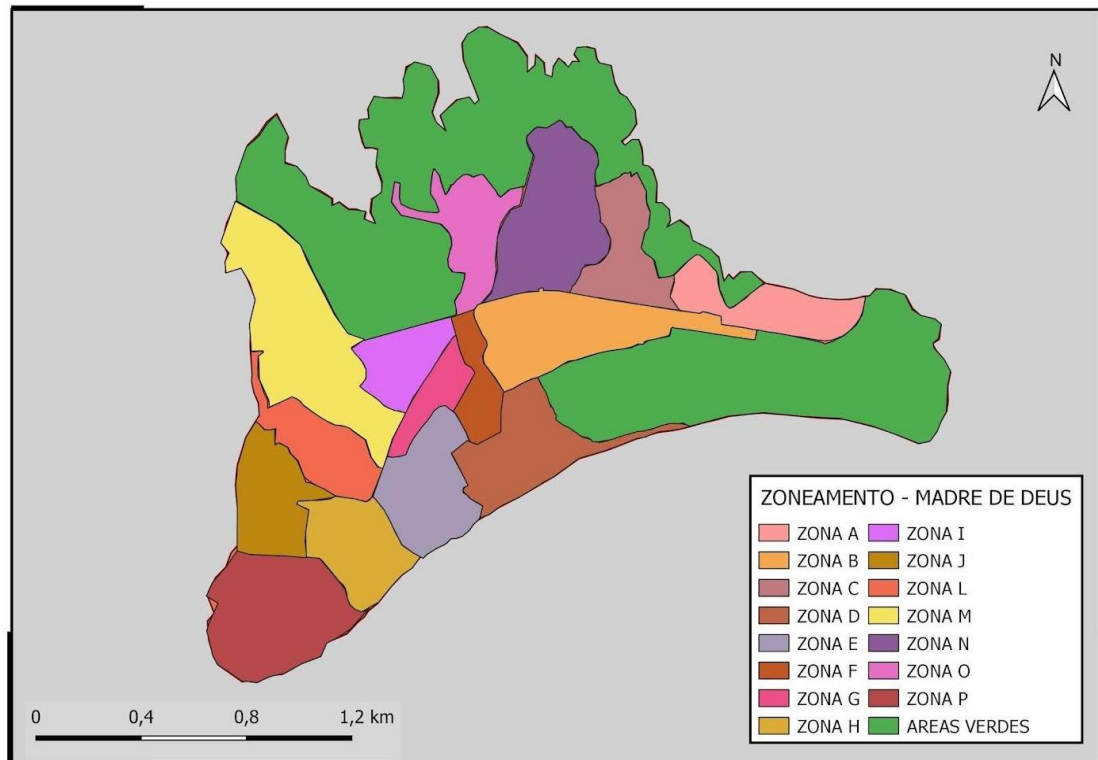 N
ZONEAMENTO - MADRE DE DEUS
ZONA A ZONA I
ZONA B ZONA J
ZONA C ZONA L
ZONA D ZONA M
ZONA E ZONA N
ZONA F ZONA O
ZONA G ZONA P
ZONA H AREAS VERDES
0 0,4 0,8 1,2 km